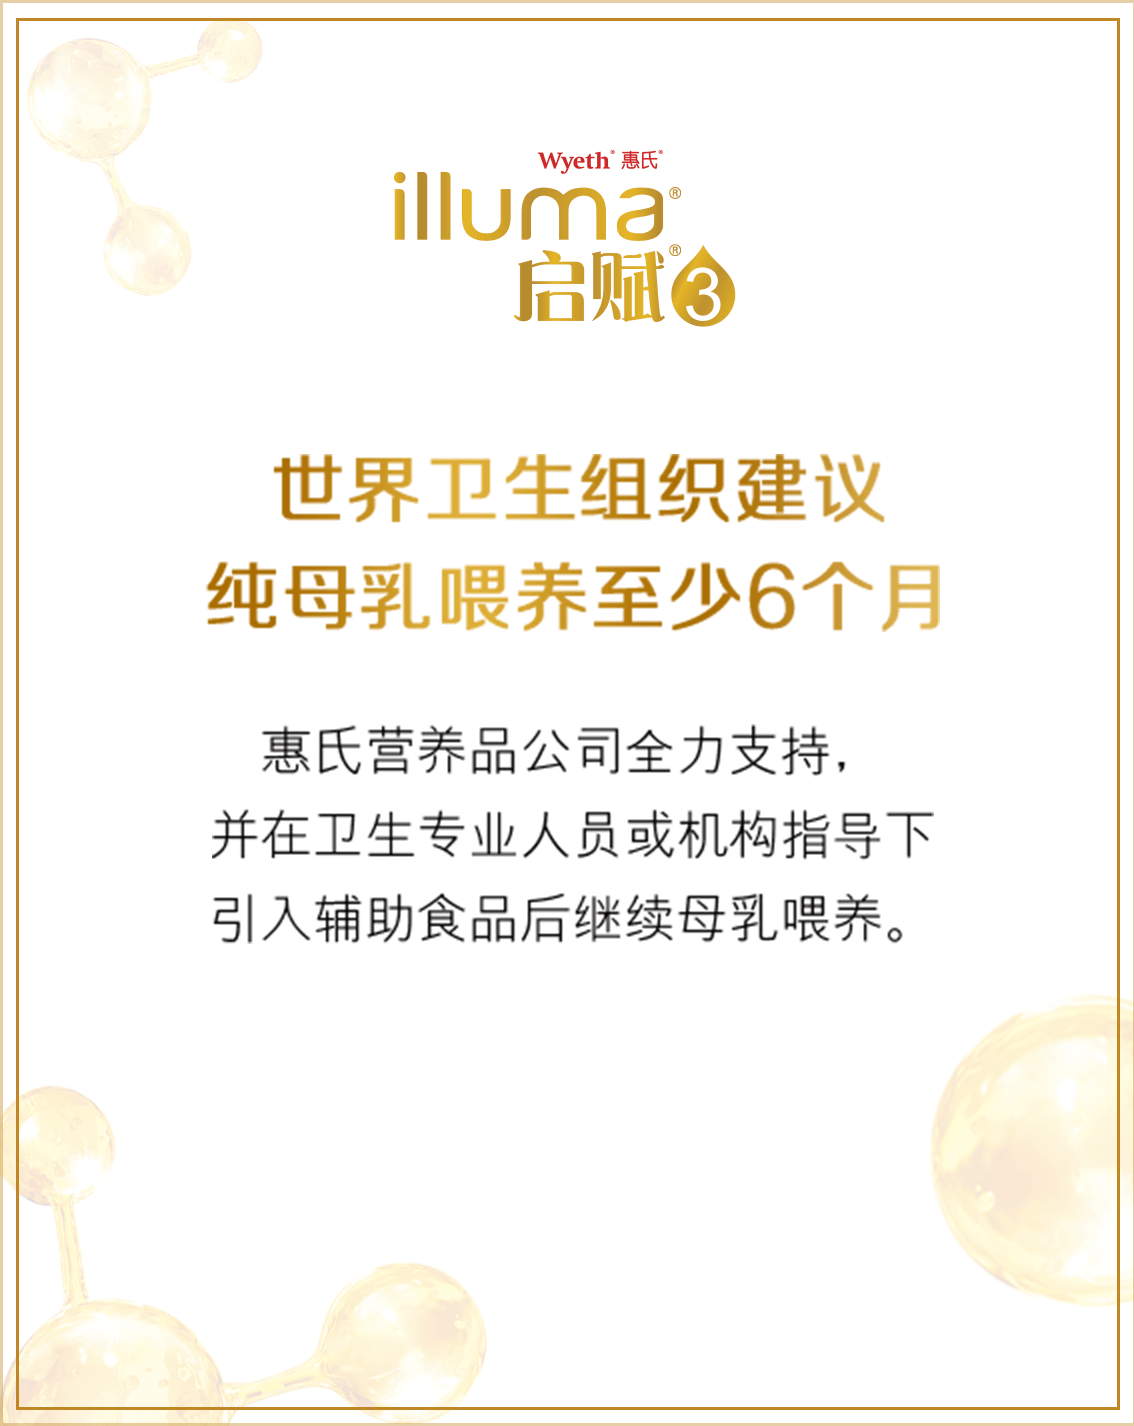 Wyeth® 惠氏®
illuma®
启赋® 3
世界卫生组织建议
纯母乳喂养至少6个月
惠氏营养品公司全力支持，
并在卫生专业人员或机构指导下
引入辅助食品后继续母乳喂养。